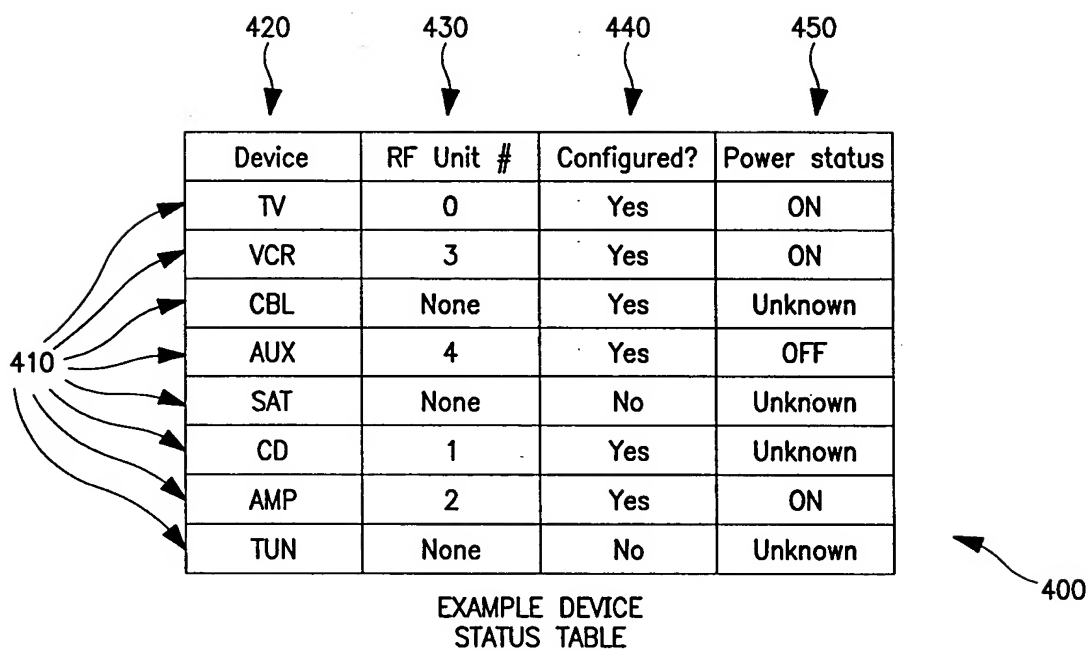 420 430 440 450
Device RF Unit # Configured? Power status
TV 0 Yes ON
VCR 3 Yes ON
CBL None Yes Unknown
AUX 4 Yes OFF
410
SAT None No Unknown
CD 1 Yes Unknown
AMP 2 Yes ON
TUN None No Unknown
400
EXAMPLE DEVICE
STATUS TABLE